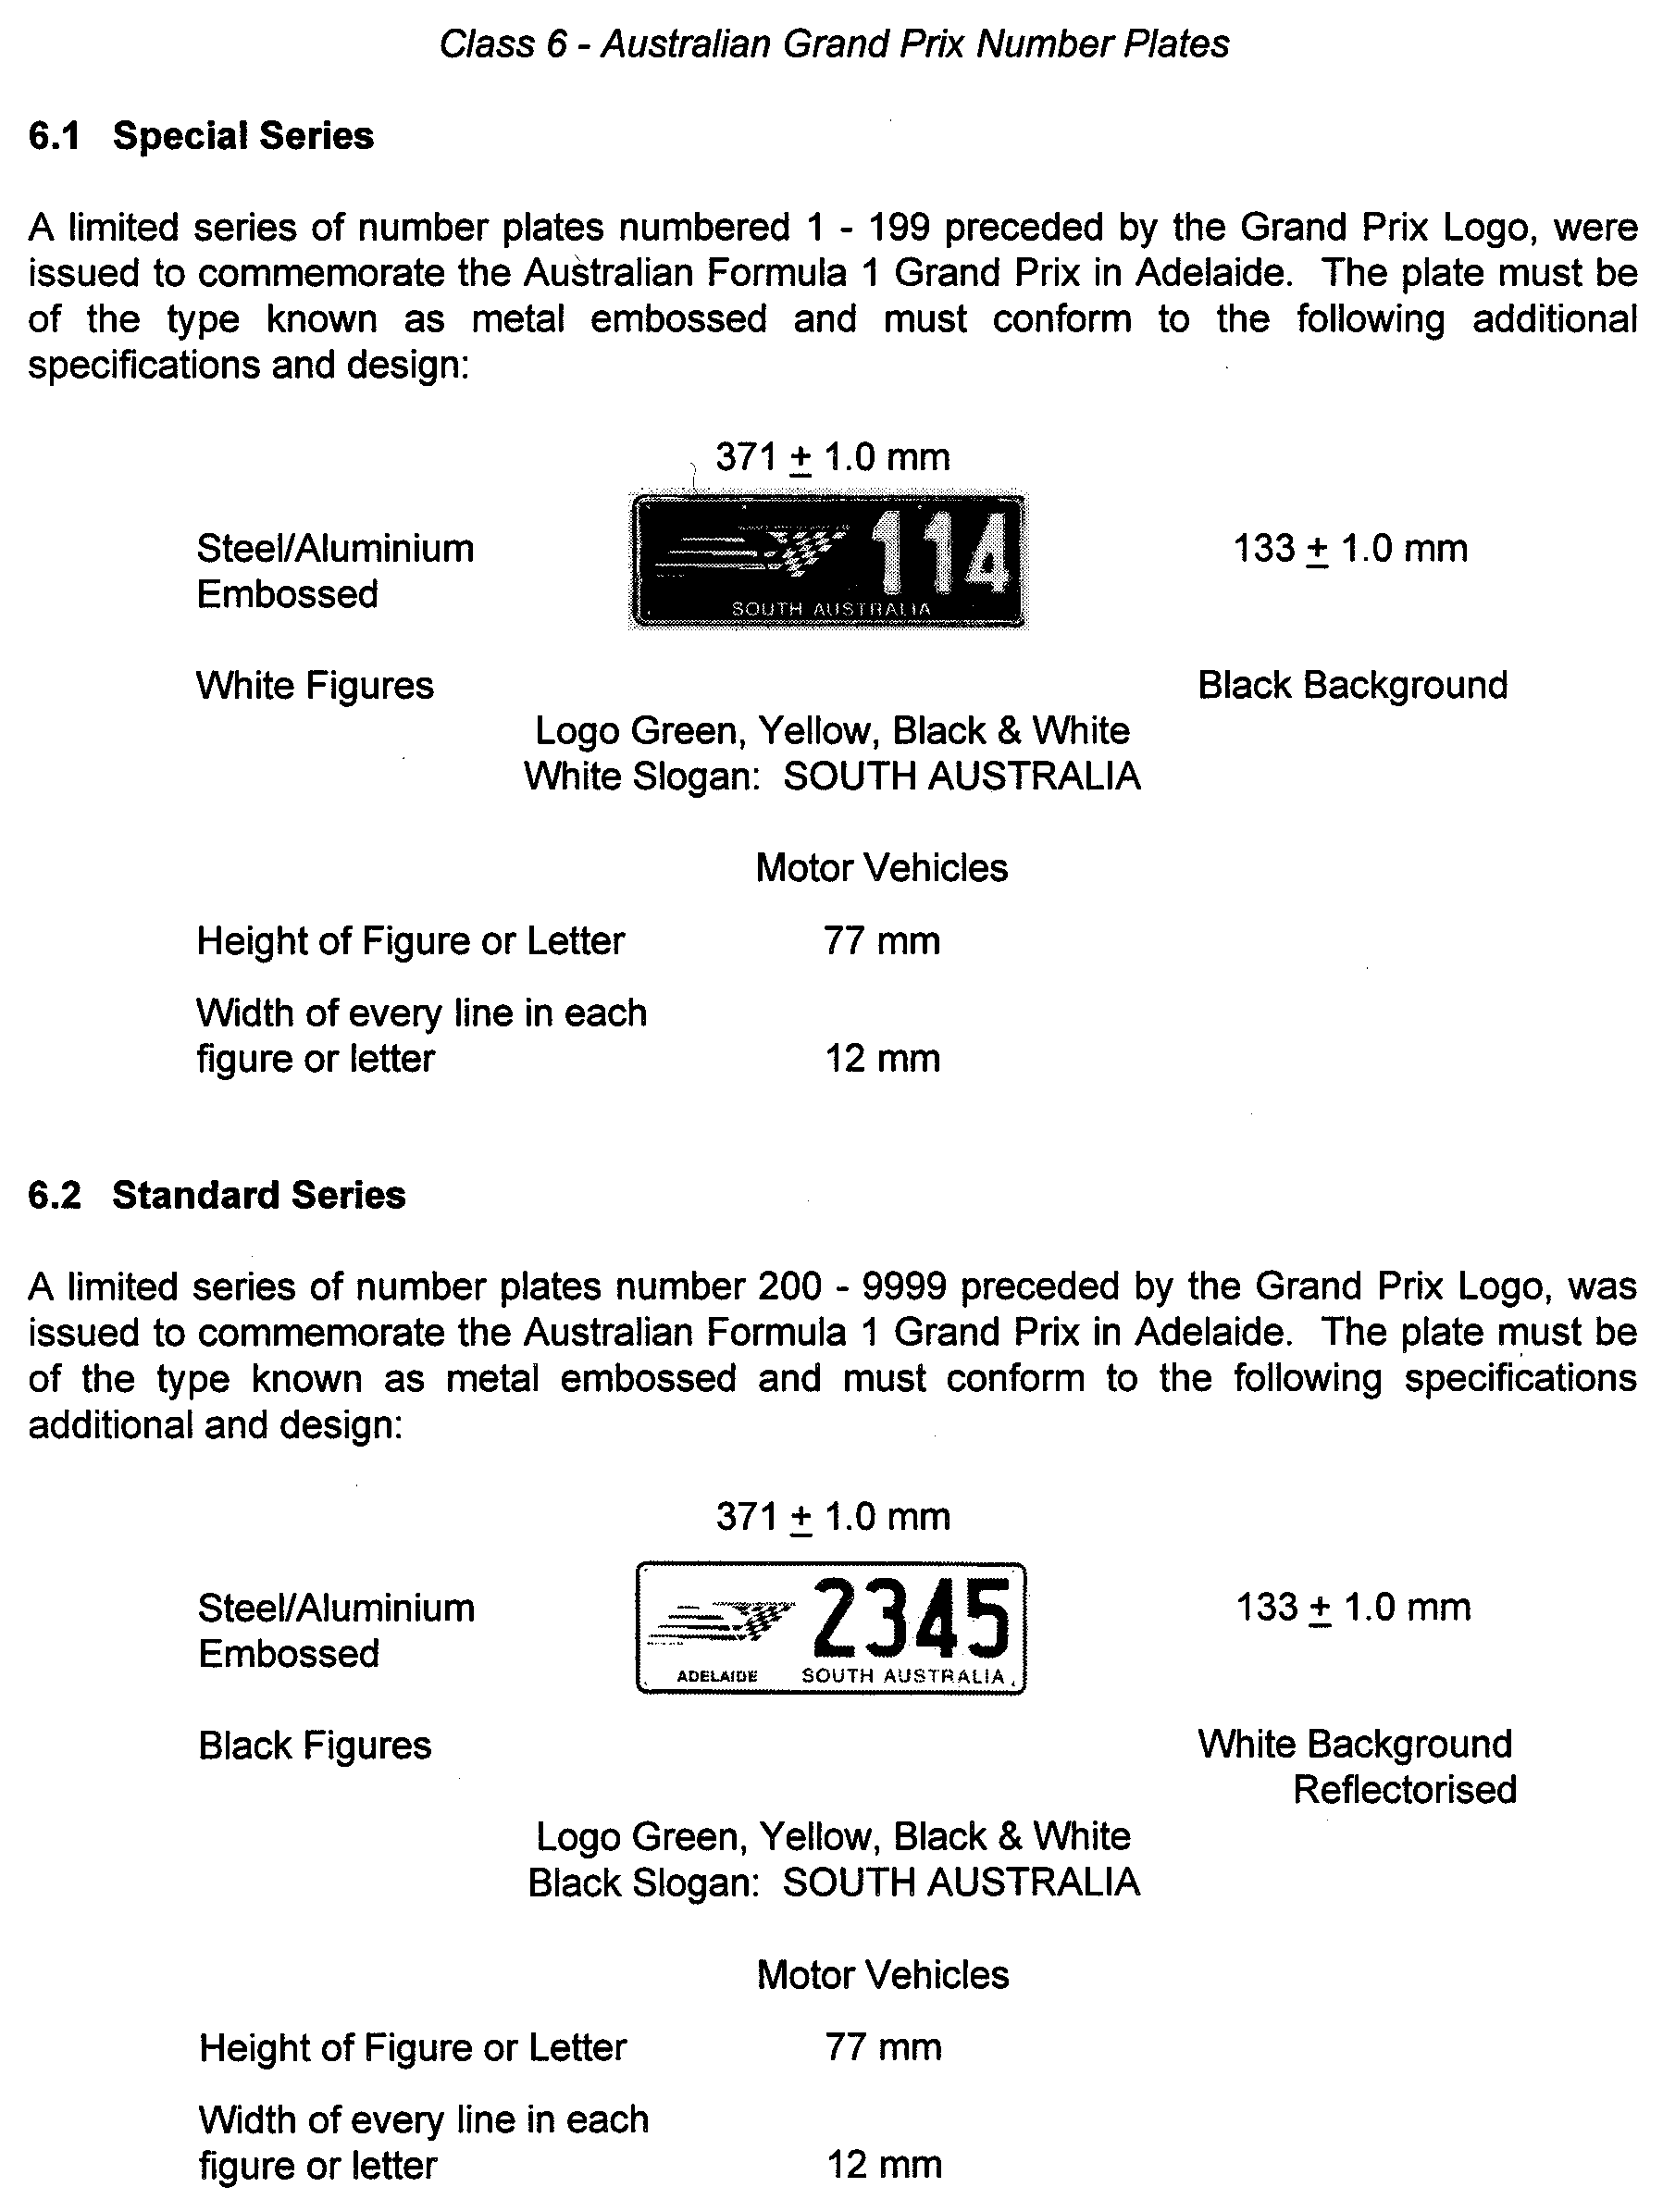 Class 6 - Australian Grand Prix Number Plates
6.1 Special Series
A limited series of number plates numbered 1 - 199 preceded by the Grand Prix Logo, were
issued to commemorate the Australian Formula 1 Grand Prix in Adelaide. The plate must be
of the type known as metal embossed and must conform to the following additional
specifications and design:
371 ± 1.0 mm
114
SOUTH AUSTRALIA
Steel/Aluminium
Embossed
133 ± 1.0 mm
White Figures
Black Background
Logo Green, Yellow, Black & White
White Slogan: SOUTH AUSTRALIA
Motor Vehicles
Height of Figure or Letter 77 mm
Width of every line in each
figure or letter 12 mm
6.2 Standard Series
A limited series of number plates number 200 - 9999 preceded by the Grand Prix Logo, was
issued to commemorate the Australian Formula 1 Grand Prix in Adelaide. The plate must be
of the type known as metal embossed and must conform to the following specifications
additional and design:
371 ± 1.0 mm
2345
ADELAIDE SOUTH AUSTRALIA
Steel/Aluminium
Embossed
133 ± 1.0 mm
Black Figures
White Background
Reflectorised
Logo Green, Yellow, Black & White
Black Slogan: SOUTH AUSTRALIA
Motor Vehicles
Height of Figure or Letter 77 mm
Width of every line in each
figure or letter 12 mm